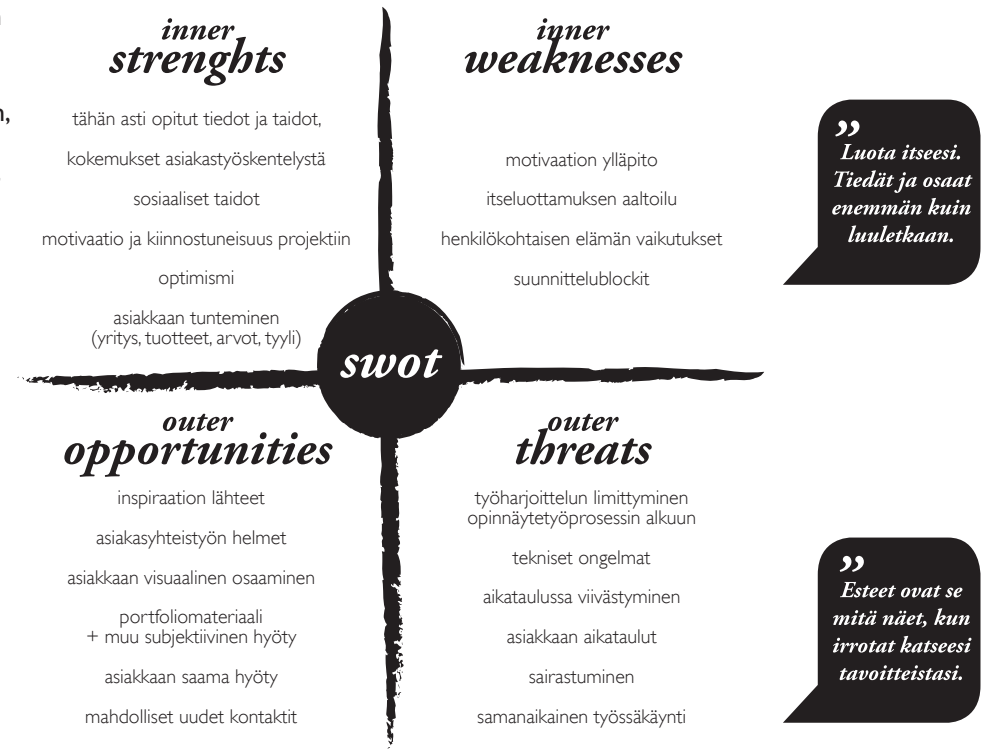 inner
strenghts
tähän asti opitut tiedot ja taidot,
kokemukset asiakastyöskentelystä
sosiaaliset taidot
motivaatio ja kiinnostuneisuus projektiin
optimismi
asiakkaan tunteminen
(yritys, tuotteet, arvot, tyyli)
inner
weaknesses
motivaation ylläpito
itseluottamuksen aaltoilu
henkilökohtaisen elämän vaikutukset
suunnittelublockit
swot
outer
opportunities
inspiraation lähteet
asiakasyhteistyön helmet
asiakkaan visuaalinen osaaminen
portfoliomateriaali
+ muu subjektiivinen hyöty
asiakkaan saama hyöty
mahdolliset uudet kontaktit
outer
threats
työharjoittelun limittyminen
opinnäytetyöprosessin alkuun
tekniset ongelmat
aikataulussa viivästyminen
asiakkaan aikataulut
sairastuminen
samanaikainen työssäkäynti
”
Luota itseesi.
Tiedät ja osaat
enemmän kuin
luuletkaan.
”
Esteet ovat se
mitä näet, kun
irrotat katseesi
tavoitteistasi.